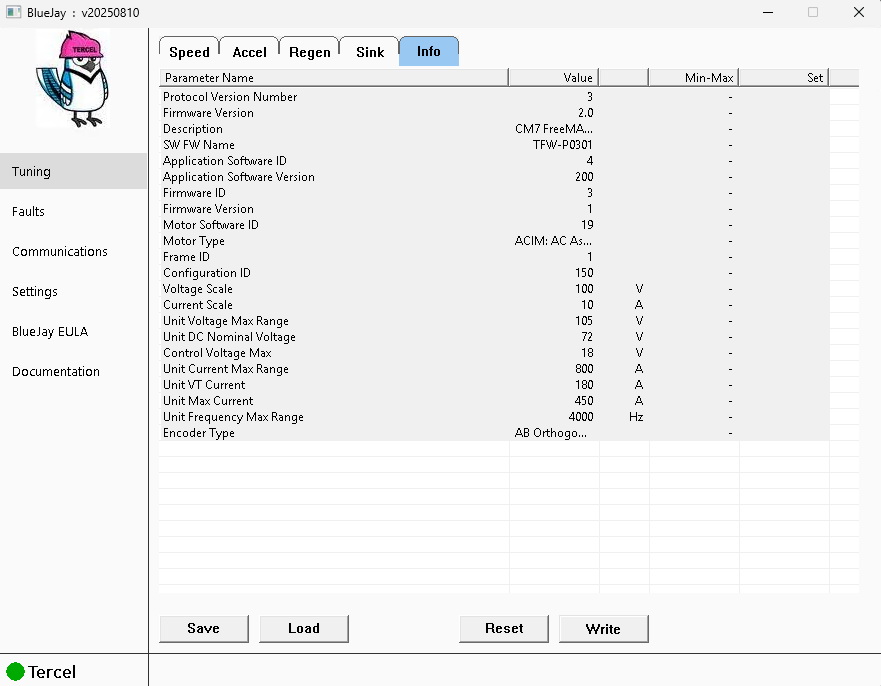 BlueJay : v20250810
TERCEL
Speed Accel Regen Sink Info
Parameter Name Value Min-Max Set
Protocol Version Number 3 -
Firmware Version 2.0 -
Description CM7 FreeMA... -
SW FW Name TFW-P0301 -
Application Software ID 4 -
Application Software Version 200 -
Firmware ID 3 -
Firmware Version 1 -
Motor Software ID 19 -
Motor Type ACIM: AC As... -
Frame ID 1 -
Configuration ID 150 -
Voltage Scale 100 V -
Current Scale 10 A -
Unit Voltage Max Range 105 V -
Unit DC Nominal Voltage 72 V -
Control Voltage Max 18 V -
Unit Current Max Range 800 A -
Unit VT Current 180 A -
Unit Max Current 450 A -
Unit Frequency Max Range 4000 Hz -
Encoder Type AB Orthogo... -
Tuning
Faults
Communications
Settings
BlueJay EULA
Documentation
Save Load Reset Write
Tercel